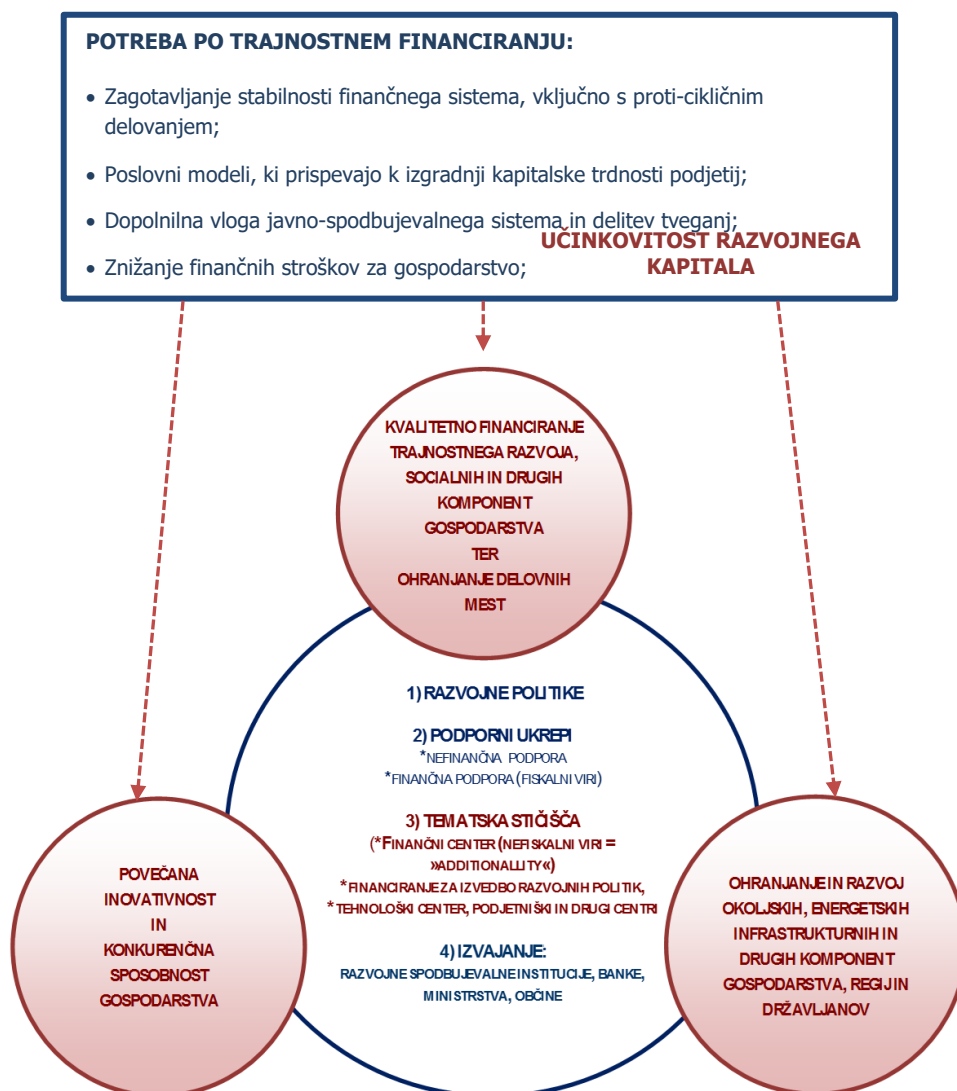 POTREBA PO TRAJNOSTNEM FINANCIRANJU:
• Zagotavljanje stabilnosti finančnega sistema, vključno s proti-cikličnim
delovanjem;
• Poslovni modeli, ki prispevajo k izgradnji kapitalske trdnosti podjetij;
• Dopolnilna vloga javno-spodbujevalnega sistema in delitev tveganj;
• Znižanje finančnih stroškov za gospodarstvo;
UČINKOVITOST RAZVOJNEGA
KAPITALA
KVALITETNO FINANCIRANJE
TRAJNOSTNEGA RAZVOJA,
SOCIALNIH IN DRUGIH
KOMPONENT
GOSPODARSTVA
TER
OHRANJANJE DELOVNIH
MEST
1) RAZVOJNE POLITIKE
2) PODPORNI UKREPI
*NEFINANČNA PODPORA
*FINANČNA PODPORA (FISKALNI VIRI)
3) TEMATSKA STIČIŠČA
(*FINANČNI CENTER (NEFISKALNI VIRI =
»ADDITIONALLITY«)
*FINANCIRANJE ZA IZVEDBO RAZVOJNIH POLITIK,
*TEHNOLOŠKI CENTER, PODJETNIŠKI IN DRUGI CENTRI
4) IZVAJANJE:
RAZVOJNE SPODBUJEVALNE INSTITUCIJE, BANKE,
MINISTRSTVA, OBČINE
POVEČANA
INOVATIVNOST
IN
KONKURENČNA
SPOSOBNOST
GOSPODARSTVA
OHRANJANJE IN RAZVOJ
OKOLJSKIH, ENERGETSKIH
INFRASTRUKTURNIH IN
DRUGIH KOMPONENT
GOSPODARSTVA, REGIJ IN
DRŽAVLJANOV